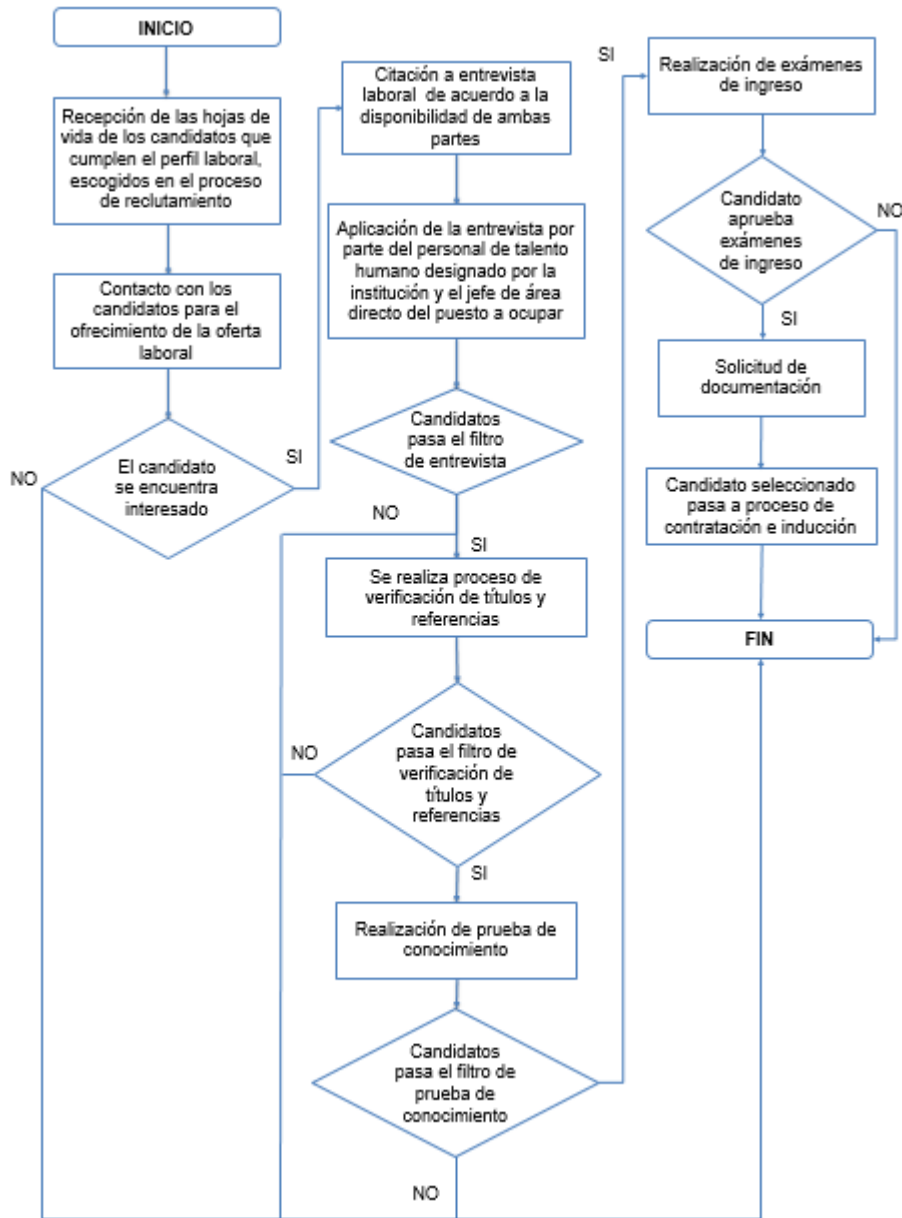 INICIO
Recepción de las hojas de
vida de los candidatos que
cumplen el perfil laboral,
escogidos en el proceso
de reclutamiento
Contacto con los
candidatos para el
ofrecimiento de la oferta
laboral
NO
El candidato
se encuentra
interesado
SI
Citación a entrevista
laboral de acuerdo a la
disponibilidad de ambas
partes
Aplicación de la entrevista por
parte del personal de talento
humano designado por la
institución y el jefe de área
directo del puesto a ocupar
Candidatos
pasa el filtro
de entrevista
NO
SI
Se realiza proceso de
verificación de títulos y
referencias
Candidatos
pasa el filtro de
verificación de
títulos y
referencias
NO
SI
Realización de prueba de
conocimiento
Candidatos
pasa el filtro de
prueba de
conocimiento
NO
SI
Realización de exámenes
de ingreso
Candidato
aprueba
exámenes
de ingreso
NO
SI
Solicitud de
documentación
Candidato seleccionado
pasa a proceso de
contratación e inducción
FIN